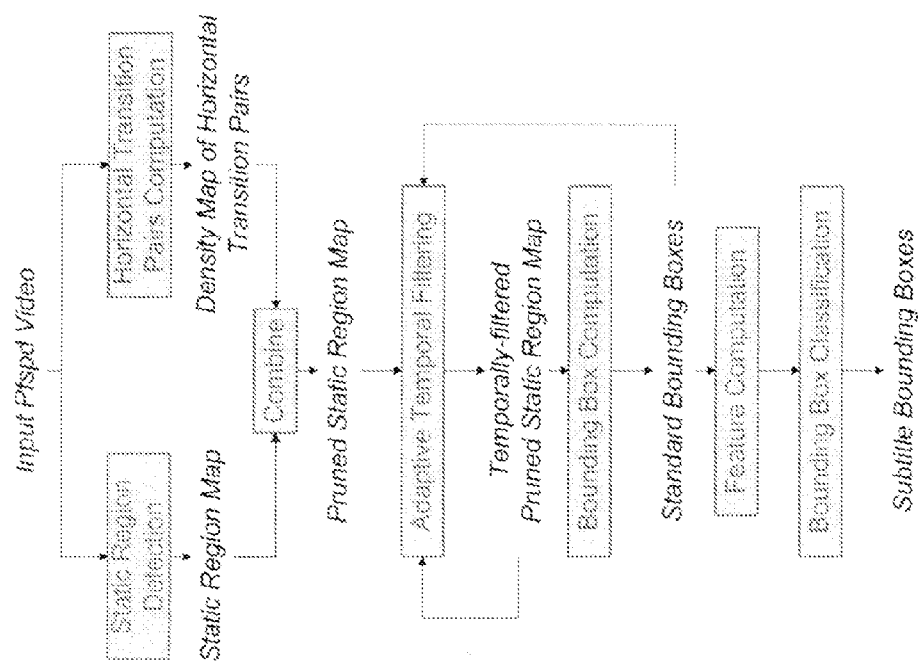 Input Pfspd Video
Static Region
Detection
Horizontal Transition
Pairs Computation
Static Region Map
Density Map of Horizontal
Transition Pairs
Combine
Pruned Static Region Map
Adaptive Temporal Filtering
Temporally-filtered
Pruned Static Region Map
Bounding Box Computation
Standard Bounding Boxes
Feature Computation
Bounding Box Classification
Subtitle Bounding Boxes